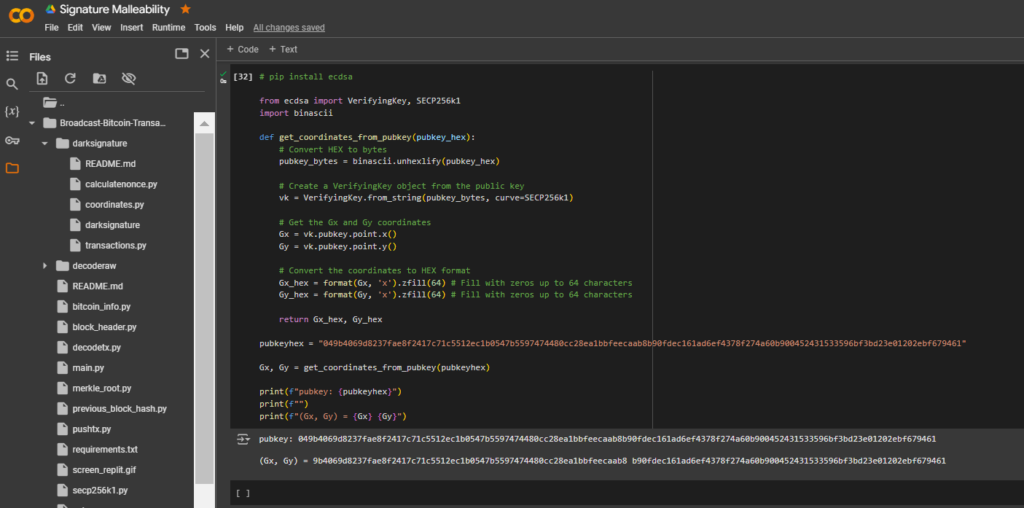 CO
Signature Malleability
File Edit View Insert Runtime Tools Help All changes saved
Files
+ Code + Text
..
Broadcast-Bitcoin-Transa...
darksignature
README.md
calculatenonce.py
coordinates.py
darksignature
transactions.py
decoderaw
README.md
bitcoin_info.py
block_header.py
decodetx.py
main.py
merkle_root.py
previous_block_hash.py
pushtx.py
requirements.txt
screen_replit.gif
secp256k1.py
{x}
0s
[32] # pip install ecdsa
from ecdsa import VerifyingKey, SECP256k1
import binascii
def get_coordinates_from_pubkey(pubkey_hex):
# Convert HEX to bytes
pubkey_bytes = binascii.unhexlify(pubkey_hex)
# Create a VerifyingKey object from the public key
vk = VerifyingKey.from_string(pubkey_bytes, curve=SECP256k1)
# Get the Gx and Gy coordinates
Gx = vk.pubkey.point.x()
Gy = vk.pubkey.point.y()
# Convert the coordinates to HEX format
Gx_hex = format(Gx, 'x').zfill(64) # Fill with zeros up to 64 characters
Gy_hex = format(Gy, 'x').zfill(64) # Fill with zeros up to 64 characters
return Gx_hex, Gy_hex
pubkeyhex = "049b4069d8237fae8f2417c71c5512ec1b0547b5597474480cc28ea1bbfeecaab8b90fdec161ad6ef4378f274a60b900452431533596bf3bd23e01202ebf679461"
Gx, Gy = get_coordinates_from_pubkey(pubkeyhex)
print(f"pubkey: {pubkeyhex}")
print(f"")
print(f"(Gx, Gy) = {Gx} {Gy}")
pubkey: 049b4069d8237fae8f2417c71c5512ec1b0547b5597474480cc28ea1bbfeecaab8b90fdec161ad6ef4378f274a60b900452431533596bf3bd23e01202ebf679461
(Gx, Gy) = 9b4069d8237fae8f2417c71c5512ec1b0547b5597474480cc28ea1bbfeecaab8 b90fdec161ad6ef4378f274a60b900452431533596bf3bd23e01202ebf679461
[ ]